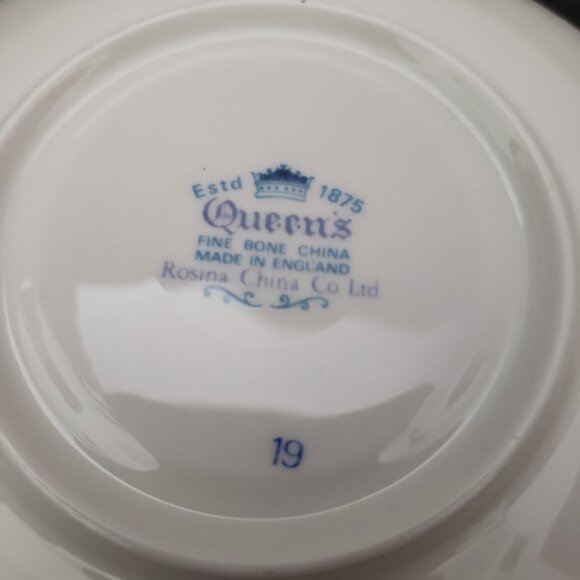 Estd 1875
Queen's
FINE BONE CHINA
MADE IN ENGLAND
Rosina China Co Ltd
19